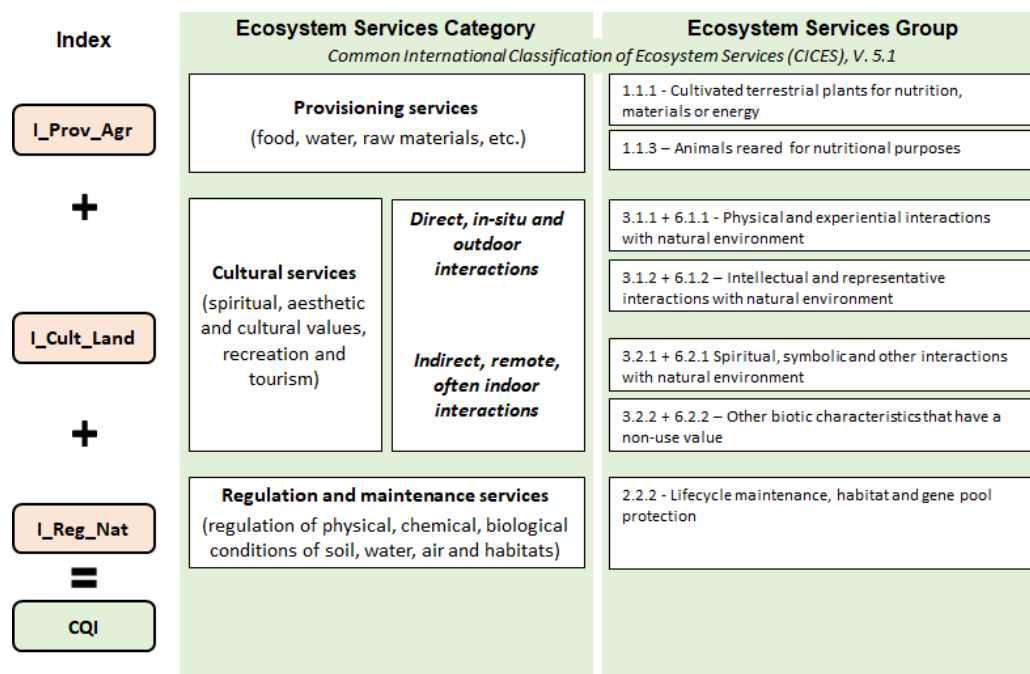 Index
Ecosystem Services Category
Ecosystem Services Group
Common International Classification of Ecosystem Services (CICES), V. 5.1
I_Prov_Agr
Provisioning services
(food, water, raw materials, etc.)
1.1.1 - Cultivated terrestrial plants for nutrition,
materials or energy
1.1.3 – Animals reared for nutritional purposes
+
I_Cult_Land
Cultural services
(spiritual, aesthetic
and cultural values,
recreation and
tourism)
Direct, in-situ and
outdoor
interactions
Indirect, remote,
often indoor
interactions
3.1.1 + 6.1.1 - Physical and experiential interactions
with natural environment
3.1.2 + 6.1.2 – Intellectual and representative
interactions with natural environment
3.2.1 + 6.2.1 Spiritual, symbolic and other interactions
with natural environment
3.2.2 + 6.2.2 – Other biotic characteristics that have a
non-use value
+
I_Reg_Nat
Regulation and maintenance services
(regulation of physical, chemical, biological
conditions of soil, water, air and habitats)
2.2.2 - Lifecycle maintenance, habitat and gene pool
protection
=
CQI